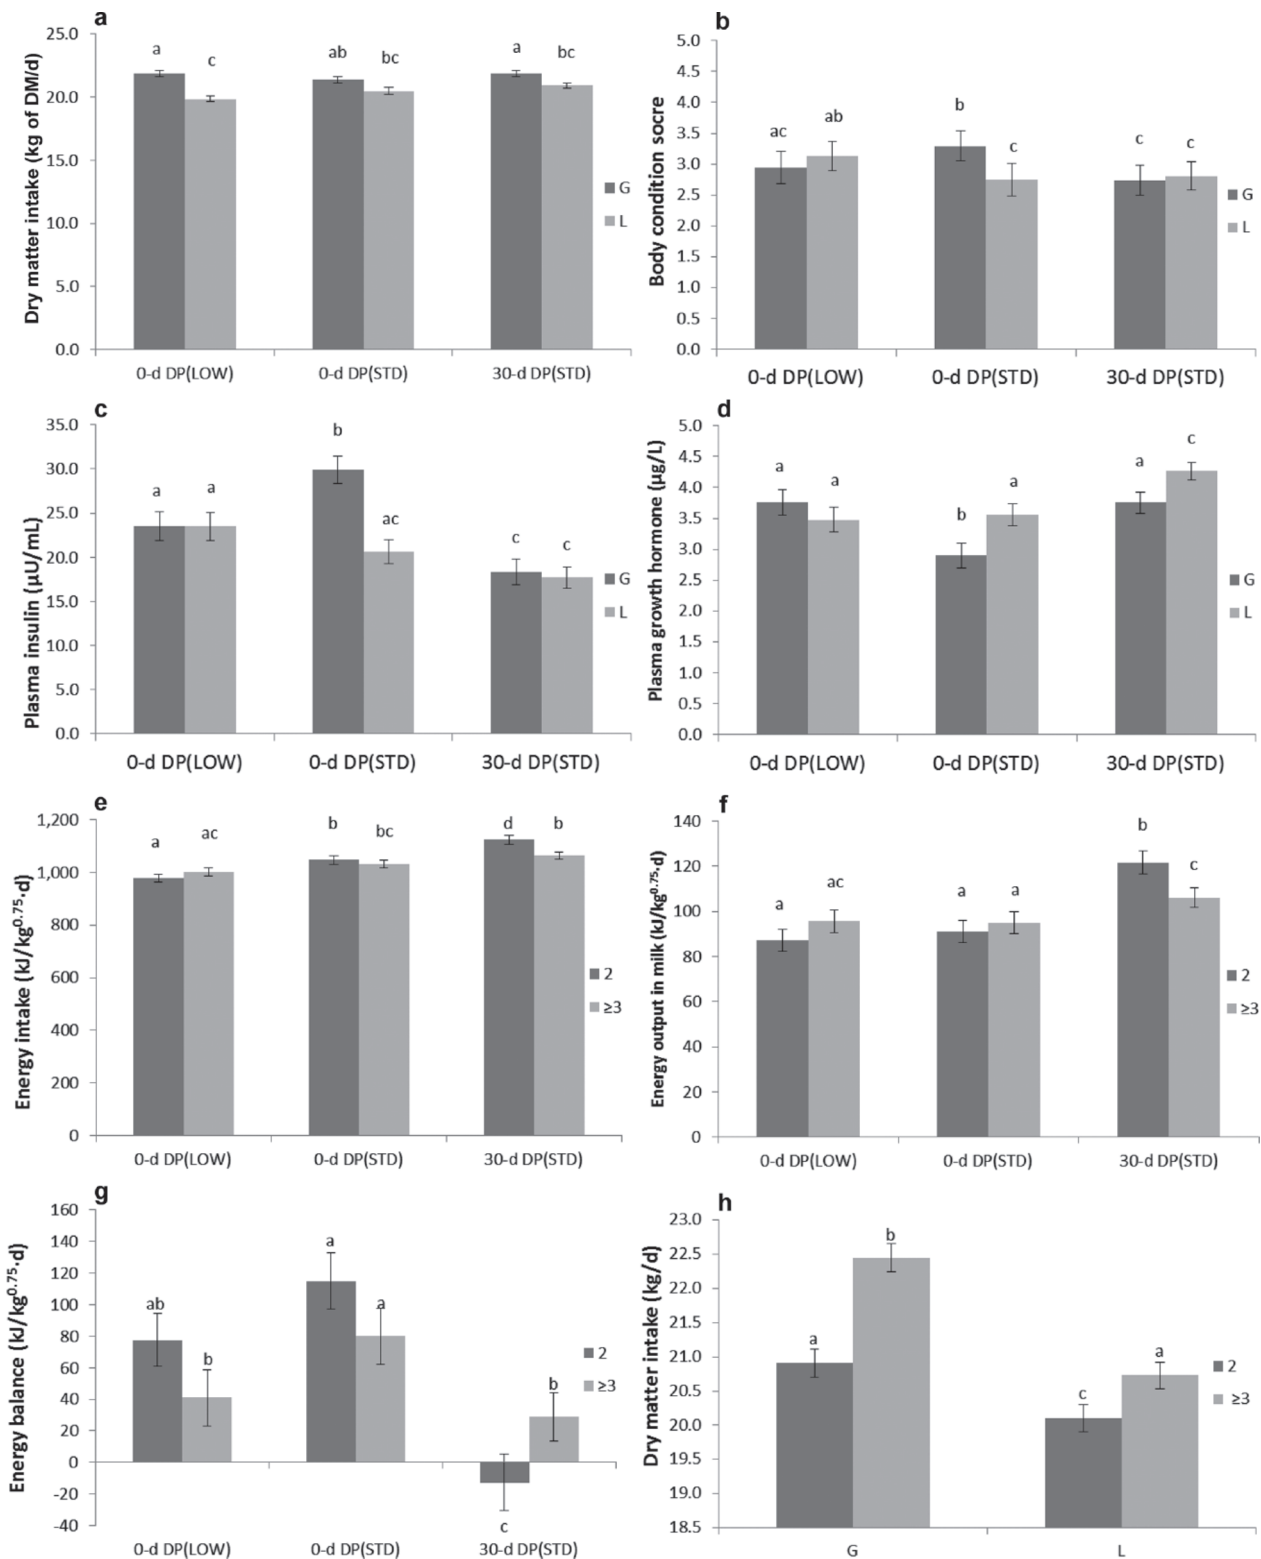 a
Dry matter intake (kg of DM/d)
25.0
20.0
15.0
10.0
5.0
0.0
a
c
ab
bc
a
bc
G
L
0-d DP(LOW)
0-d DP(STD)
30-d DP(STD)
b
Body condition socre
5.0
4.5
4.0
3.5
3.0
2.5
2.0
1.5
1.0
0.5
0.0
ac
ab
b
c
c
c
G
L
0-d DP(LOW)
0-d DP(STD)
30-d DP(STD)
c
Plasma insulin (µU/mL)
35.0
30.0
25.0
20.0
15.0
10.0
5.0
0.0
a
a
b
ac
c
c
G
L
0-d DP(LOW)
0-d DP(STD)
30-d DP(STD)
d
Plasma growth hormone (µg/L)
5.0
4.5
4.0
3.5
3.0
2.5
2.0
1.5
1.0
0.5
0.0
a
a
b
a
a
c
G
L
0-d DP(LOW)
0-d DP(STD)
30-d DP(STD)
e
Energy intake (kJ/kg0.75·d)
1,200
1,000
800
600
400
200
0
a
ac
b
bc
d
b
2
≥3
0-d DP(LOW)
0-d DP(STD)
30-d DP(STD)
f
Energy output in milk (kJ/kg0.75·d)
140
120
100
80
60
40
20
0
a
ac
a
a
b
c
2
≥3
0-d DP(LOW)
0-d DP(STD)
30-d DP(STD)
g
Energy balance (kJ/kg0.75·d)
160
140
120
100
80
60
40
20
0
-20
-40
ab
b
a
a
c
b
2
≥3
0-d DP(LOW)
0-d DP(STD)
30-d DP(STD)
h
Dry matter intake (kg/d)
23.0
22.5
22.0
21.5
21.0
20.5
20.0
19.5
19.0
18.5
a
b
c
a
2
≥3
G
L